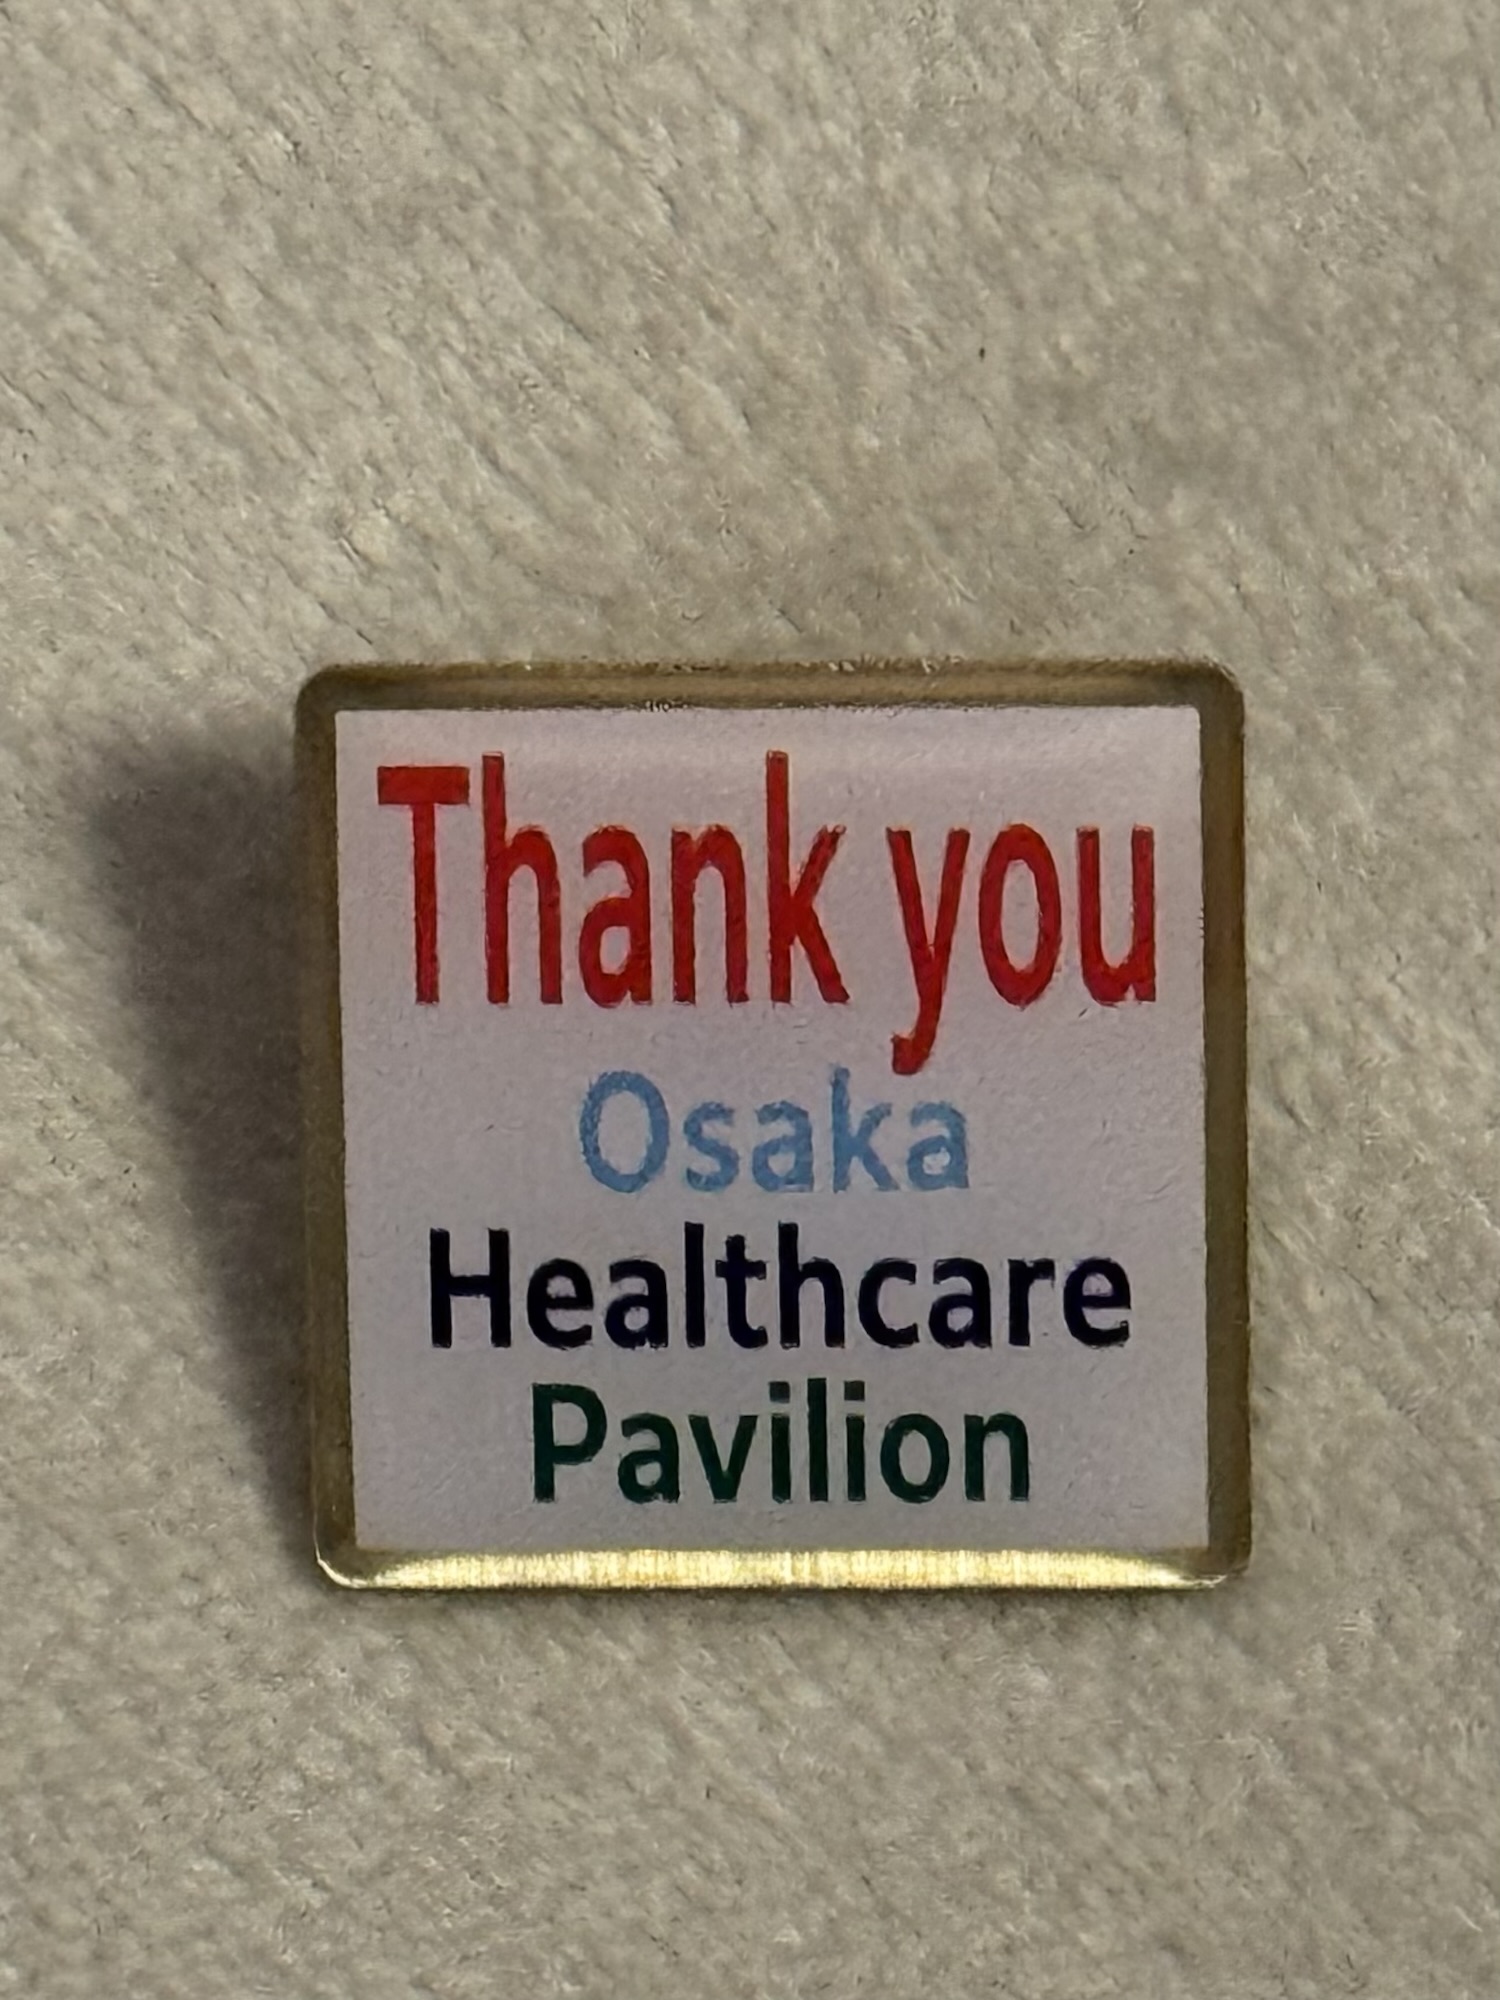 Thank you
Osaka
Healthcare
Pavilion